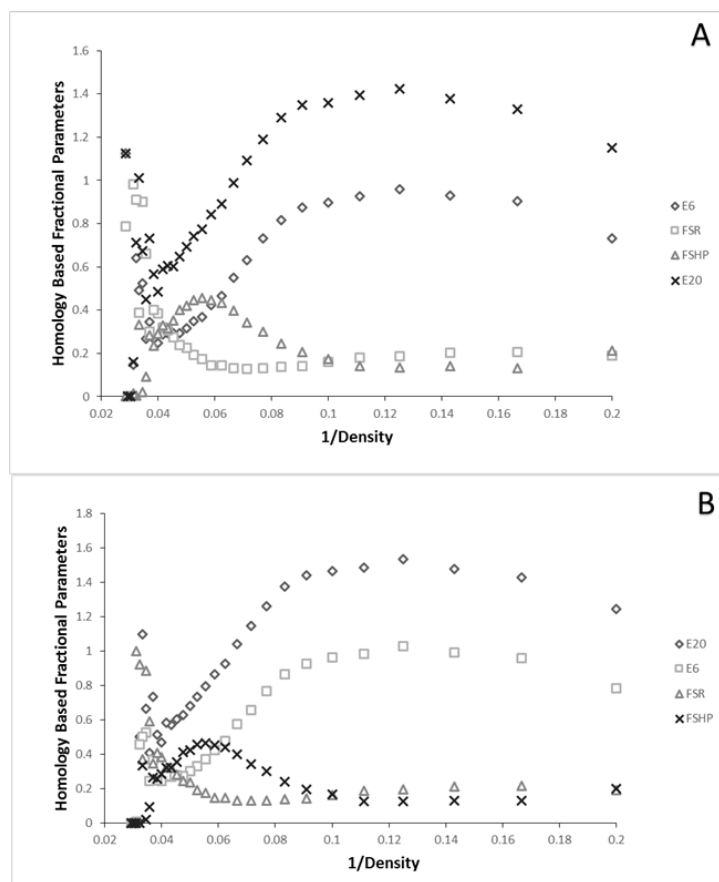 A
1.6
1.4
1.2
1
0.8
0.6
0.4
0.2
0
0.02 0.04 0.06 0.08 0.1 0.12 0.14 0.16 0.18 0.2
Homology Based Fractional Parameters
1/Density
E6
FSR
FSHP
E20
B
1.8
1.6
1.4
1.2
1
0.8
0.6
0.4
0.2
0
0.02 0.04 0.06 0.08 0.1 0.12 0.14 0.16 0.18 0.2
Homology Based Fractional Parameters
1/Density
E20
E6
FSR
FSHP